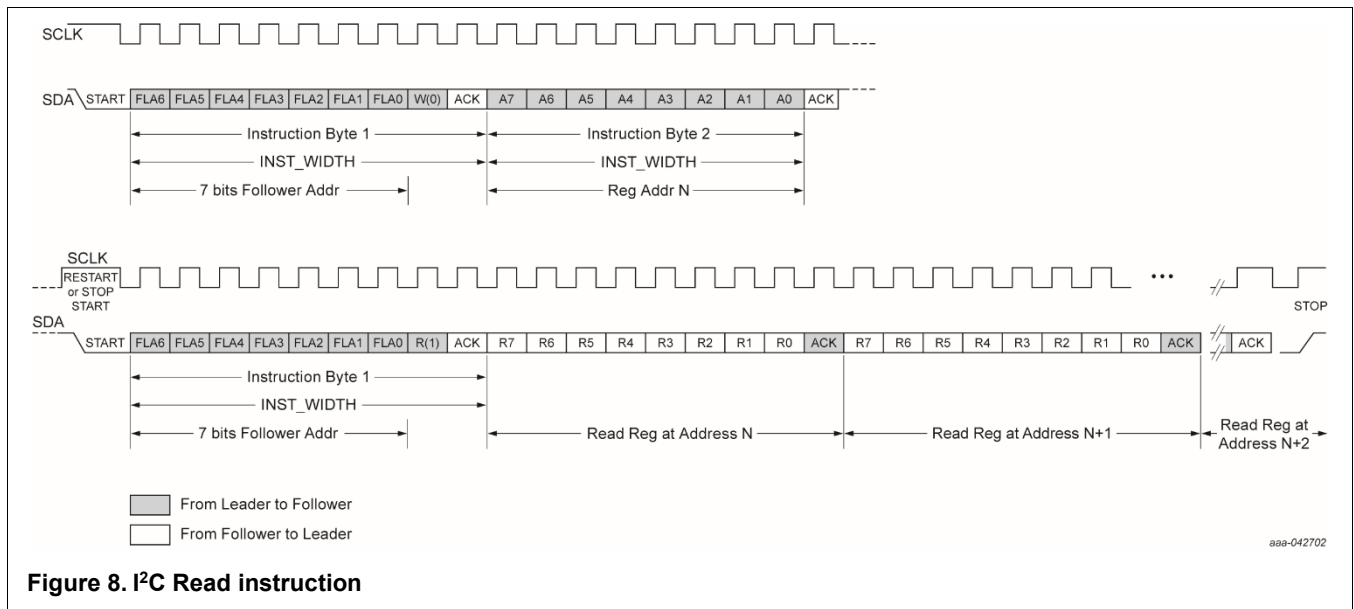 SCLK
SDA START FLA6 FLA5 FLA4 FLA3 FLA2 FLA1 FLA0 W(0) ACK A7 A6 A5 A4 A3 A2 A1 A0 ACK
Instruction Byte 1 Instruction Byte 2
INST_WIDTH INST_WIDTH
7 bits Follower Addr Reg Addr N
SCLK
RESTART
or STOP
START
...
STOP
SDA
START FLA6 FLA5 FLA4 FLA3 FLA2 FLA1 FLA0 R(1) ACK R7 R6 R5 R4 R3 R2 R1 R0 ACK R7 R6 R5 R4 R3 R2 R1 R0 ACK ACK
Instruction Byte 1
INST_WIDTH
7 bits Follower Addr Read Reg at Address N Read Reg at Address N+1 Read Reg at
Address N+2
From Leader to Follower
From Follower to Leader
aaa-042702
Figure 8. I²C Read instruction